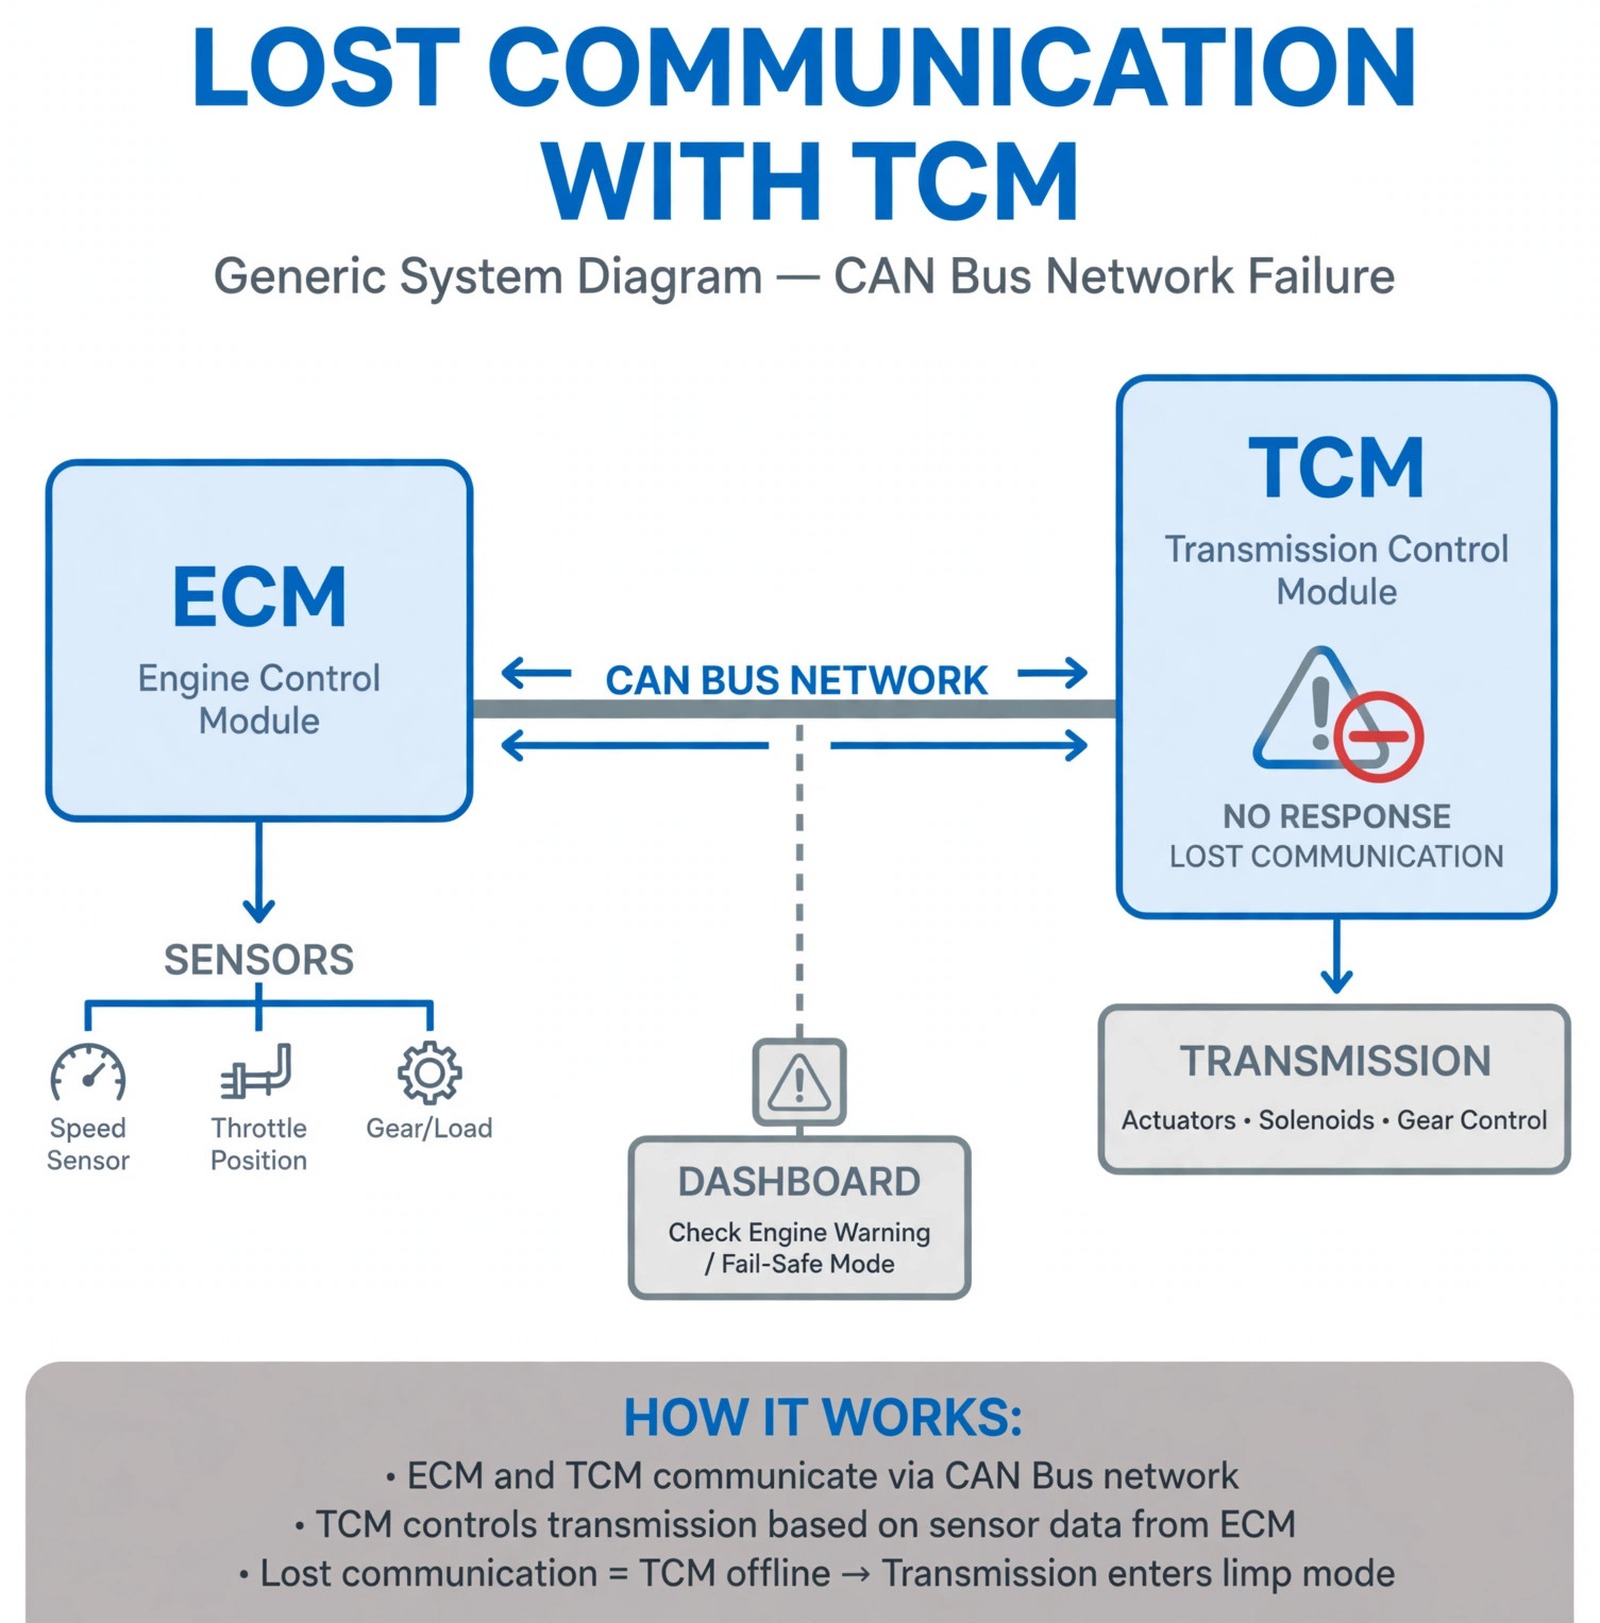 LOST COMMUNICATION
WITH TCM
Generic System Diagram — CAN Bus Network Failure
ECM
Engine Control
Module
CAN BUS NETWORK
TCM
Transmission Control
Module
NO RESPONSE
LOST COMMUNICATION
SENSORS
Speed
Sensor
Throttle
Position
Gear/Load
DASHBOARD
Check Engine Warning
/ Fail-Safe Mode
TRANSMISSION
Actuators • Solenoids • Gear Control
HOW IT WORKS:
• ECM and TCM communicate via CAN Bus network
• TCM controls transmission based on sensor data from ECM
• Lost communication = TCM offline → Transmission enters limp mode